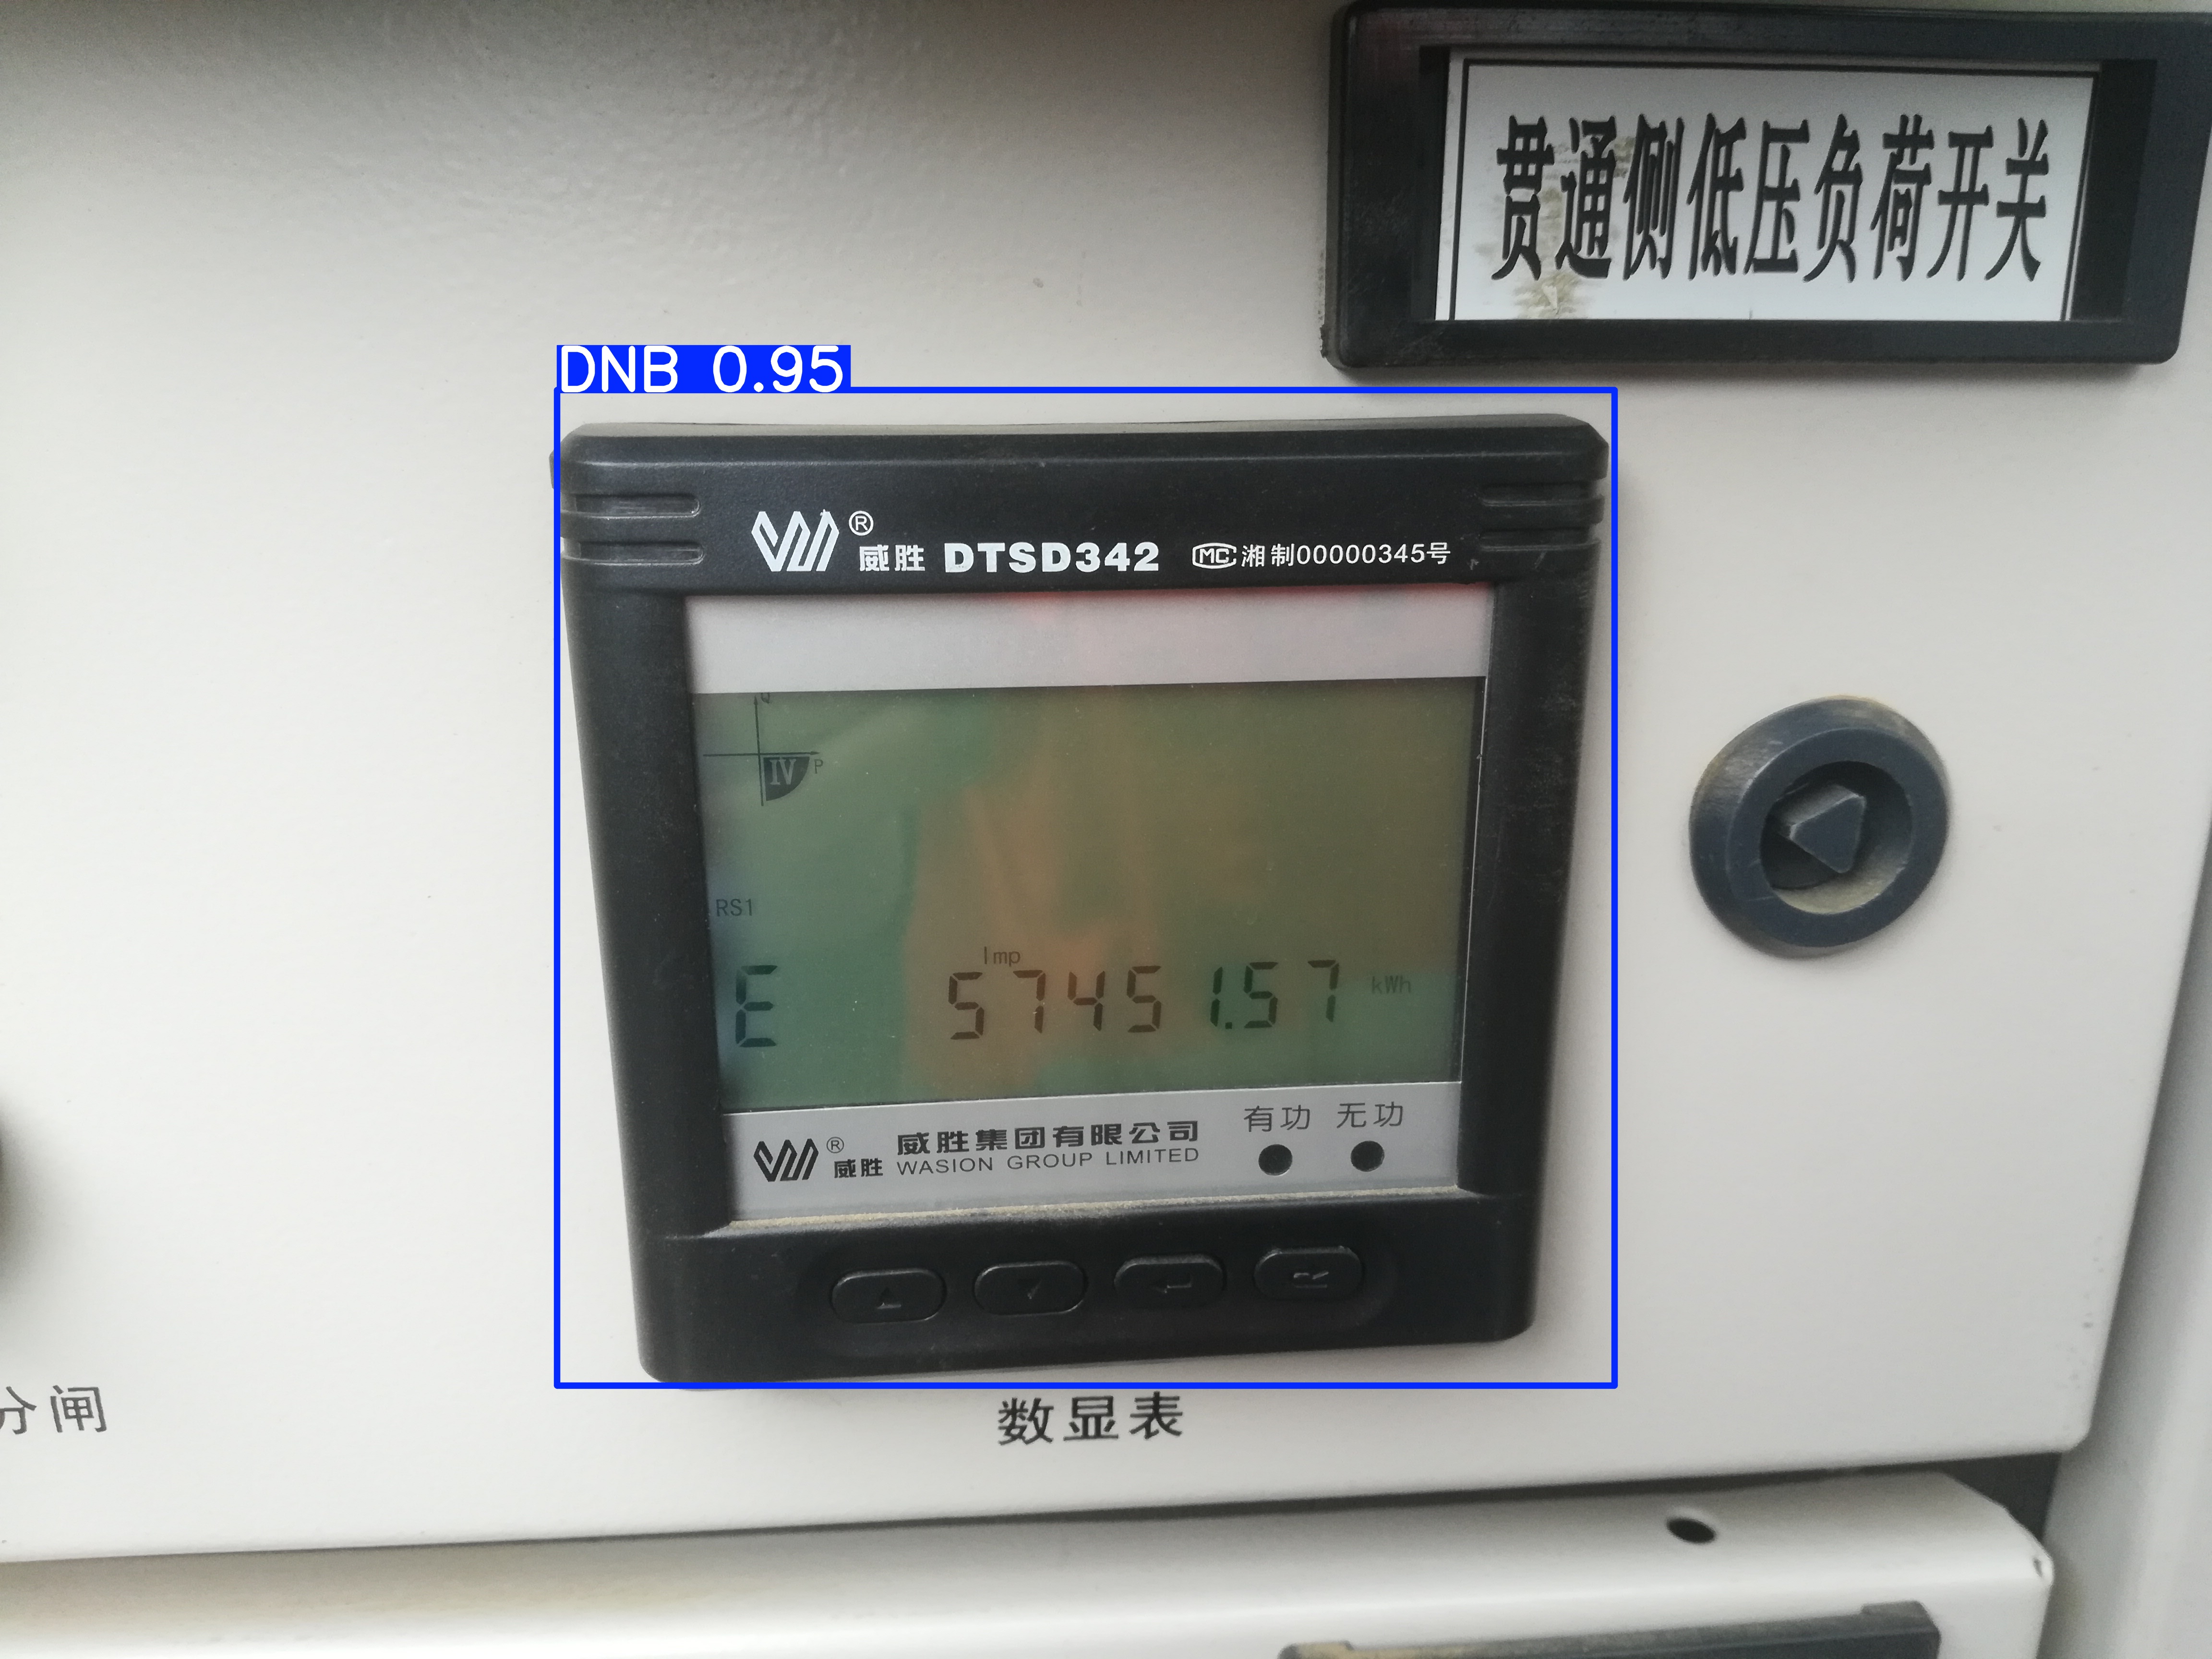 贯通侧低压负荷开关
DNB 0.95
® 威胜 DTSD342 MC 湘制00000345号
Q
IV P
RS1
Imp
E 57451.57 kWh
有功 无功
® 威胜 威胜集团有限公司
WASION GROUP LIMITED
R
分闸
数显表